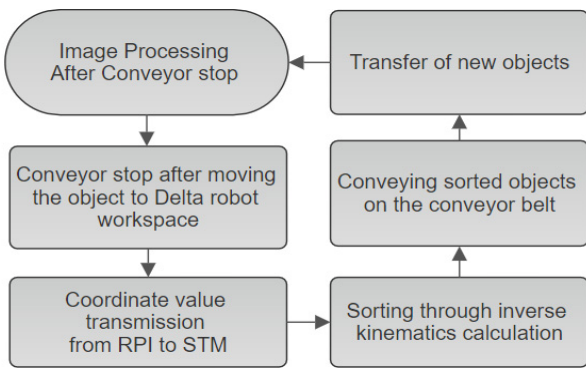 Image Processing
After Conveyor stop
Conveyor stop after moving
the object to Delta robot
workspace
Coordinate value
transmission
from RPI to STM
Sorting through inverse
kinematics calculation
Conveying sorted objects
on the conveyor belt
Transfer of new objects